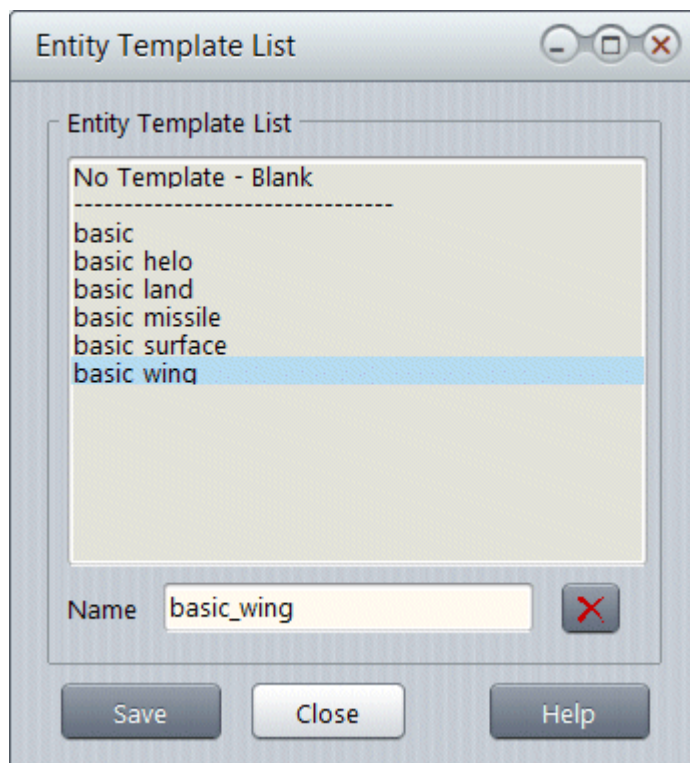 Entity Template List
Entity Template List
No Template - Blank
--------------------------------
basic
basic helo
basic land
basic missile
basic surface
basic wing
Name basic_wing
Save Close Help